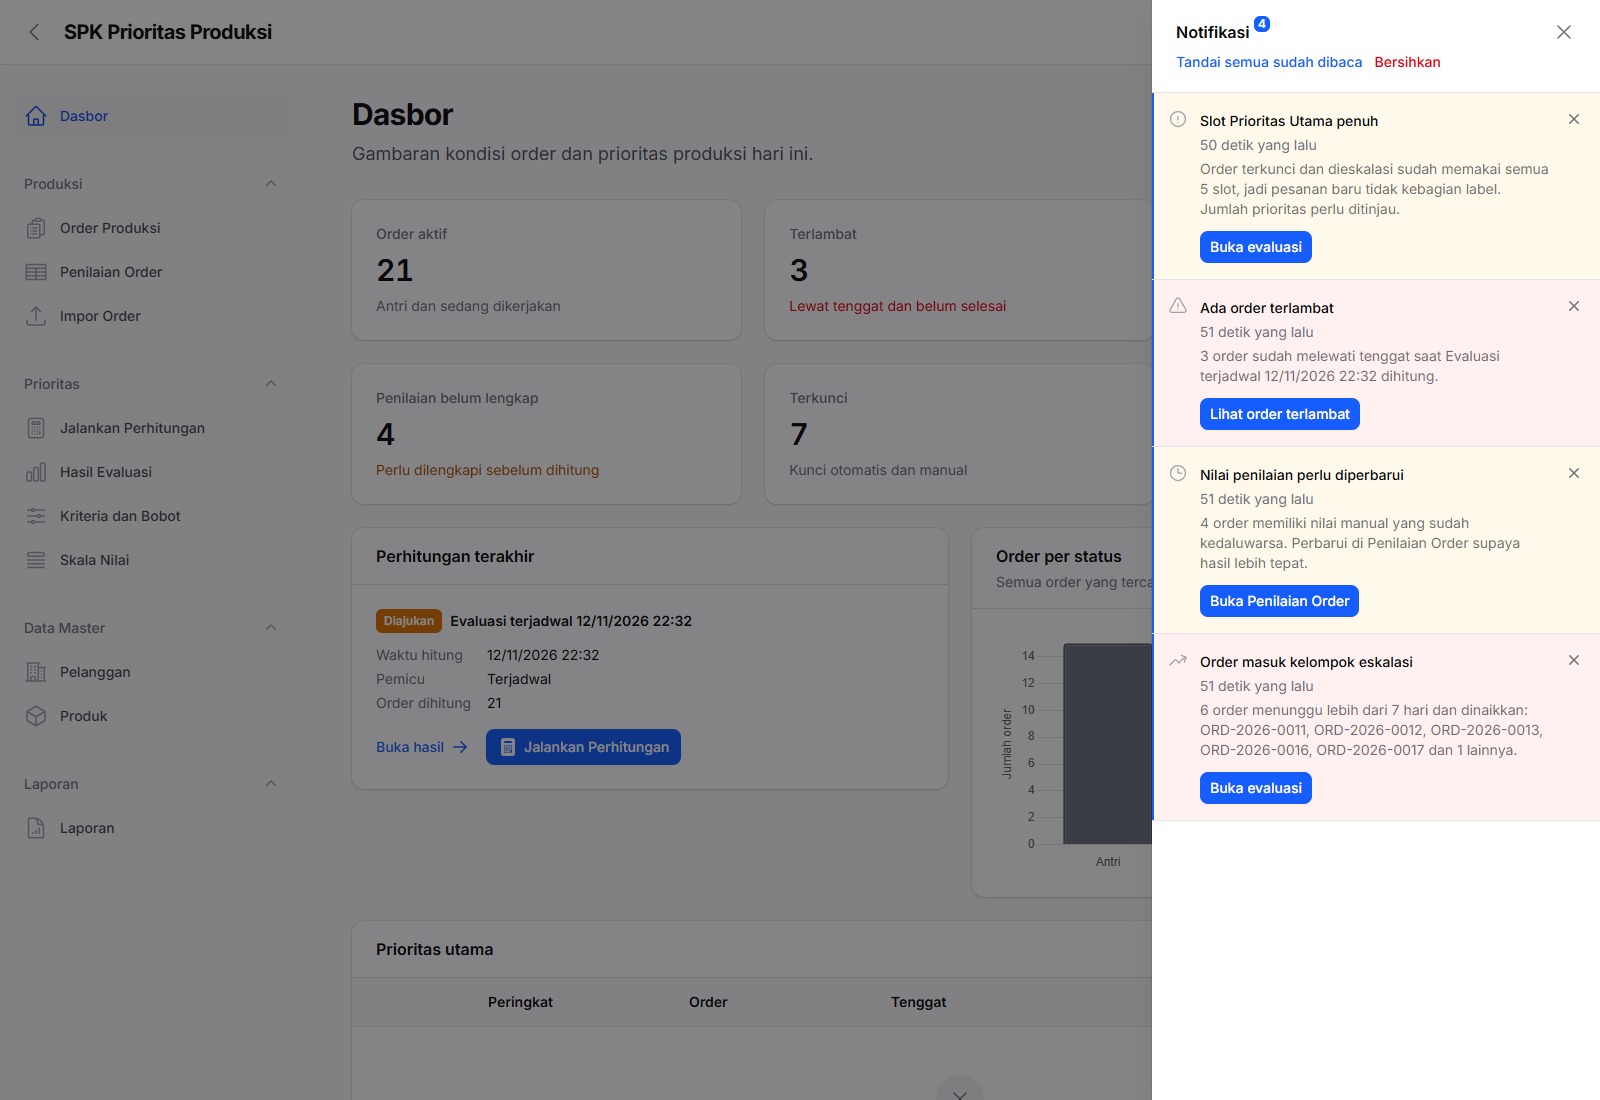 SPK Prioritas Produksi
Dasbor
Produksi
Order Produksi
Penilaian Order
Impor Order
Prioritas
Jalankan Perhitungan
Hasil Evaluasi
Kriteria dan Bobot
Skala Nilai
Data Master
Pelanggan
Produk
Laporan
Laporan
Dasbor
Gambaran kondisi order dan prioritas produksi hari ini.
Order aktif
21
Antri dan sedang dikerjakan
Terlambat
3
Lewat tenggat dan belum selesai
Penilaian belum lengkap
4
Perlu dilengkapi sebelum dihitung
Terkunci
7
Kunci otomatis dan manual
Perhitungan terakhir
Diajukan Evaluasi terjadwal 12/11/2026 22:32
Waktu hitung 12/11/2026 22:32
Pemicu Terjadwal
Order dihitung 21
Buka hasil Jalankan Perhitungan
Order per status
Semua order yang terca
Jumlah order
14
12
10
8
6
4
2
0
Antri
Prioritas utama
Peringkat Order Tenggat
Notifikasi 4
Tandai semua sudah dibaca Bersihkan
Slot Prioritas Utama penuh
50 detik yang lalu
Order terkunci dan dieskalasi sudah memakai semua
5 slot, jadi pesanan baru tidak kebagian label.
Jumlah prioritas perlu ditinjau.
Buka evaluasi
Ada order terlambat
51 detik yang lalu
3 order sudah melewati tenggat saat Evaluasi
terjadwal 12/11/2026 22:32 dihitung.
Lihat order terlambat
Nilai penilaian perlu diperbarui
51 detik yang lalu
4 order memiliki nilai manual yang sudah
kedaluwarsa. Perbarui di Penilaian Order supaya
hasil lebih tepat.
Buka Penilaian Order
Order masuk kelompok eskalasi
51 detik yang lalu
6 order menunggu lebih dari 7 hari dan dinaikkan:
ORD-2026-0011, ORD-2026-0012, ORD-2026-0013,
ORD-2026-0016, ORD-2026-0017 dan 1 lainnya.
Buka evaluasi